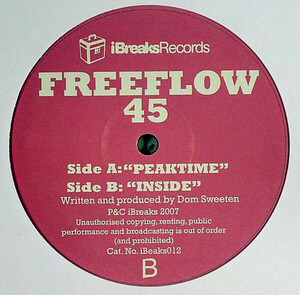 iBreaksRecords
FREEFLOW
45
Side A:“PEAKTIME”
Side B: “INSIDE”
Written and produced by Dom Sweeten
P&C iBreaks 2007
Unauthorised copying, renting, public
performance and broadcasting is out of order
(and prohibited)
Cat. No. iBeaks012
B